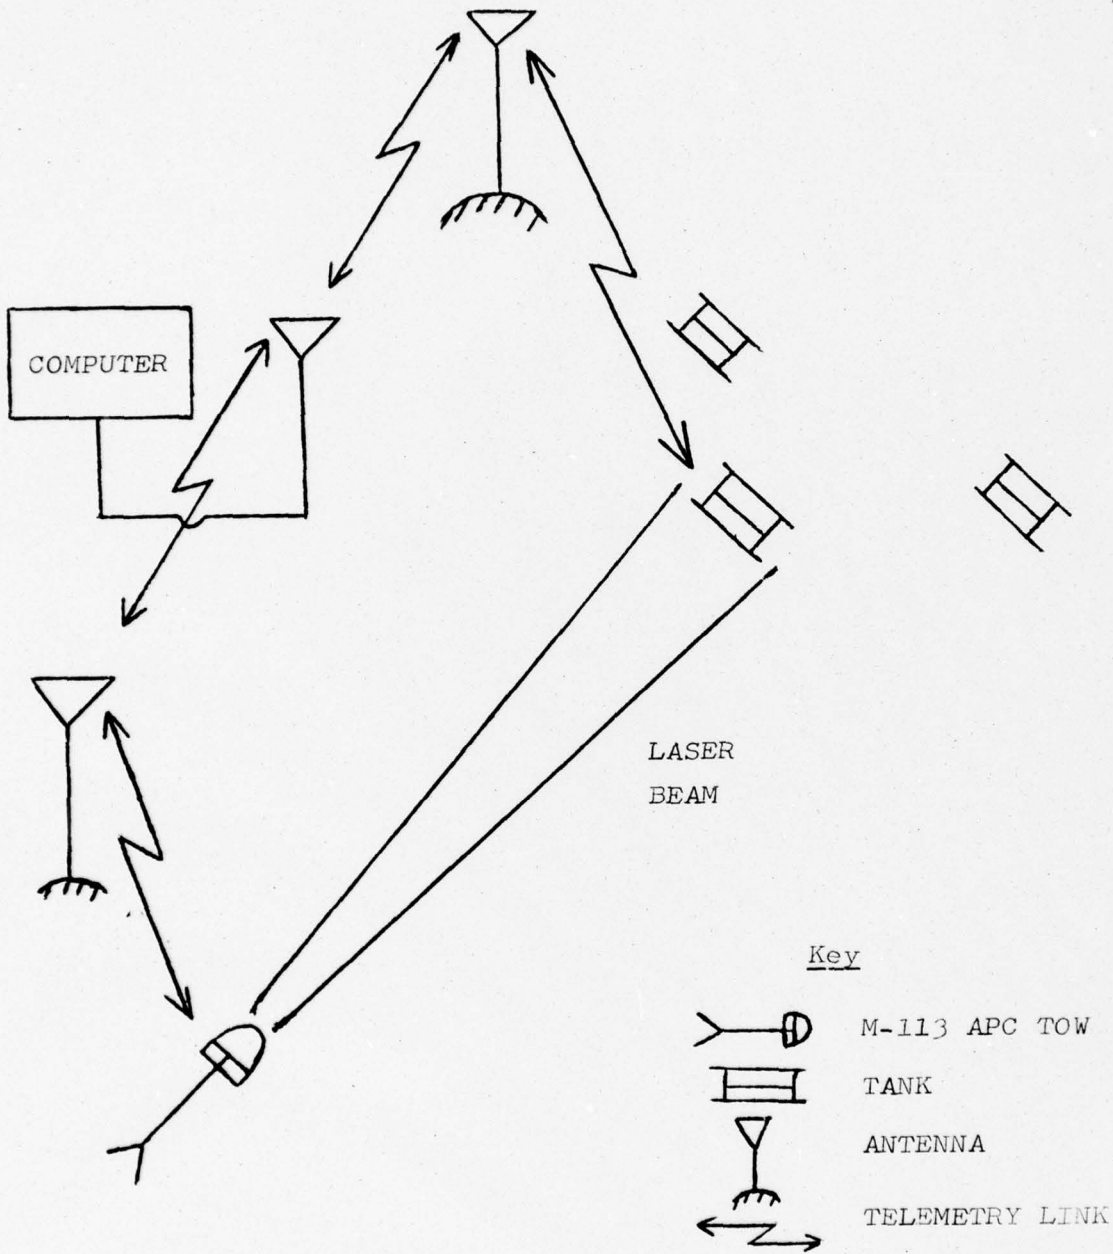 COMPUTER
LASER
BEAM
Key
M-113 APC TOW
TANK
ANTENNA
TELEMETRY LINK